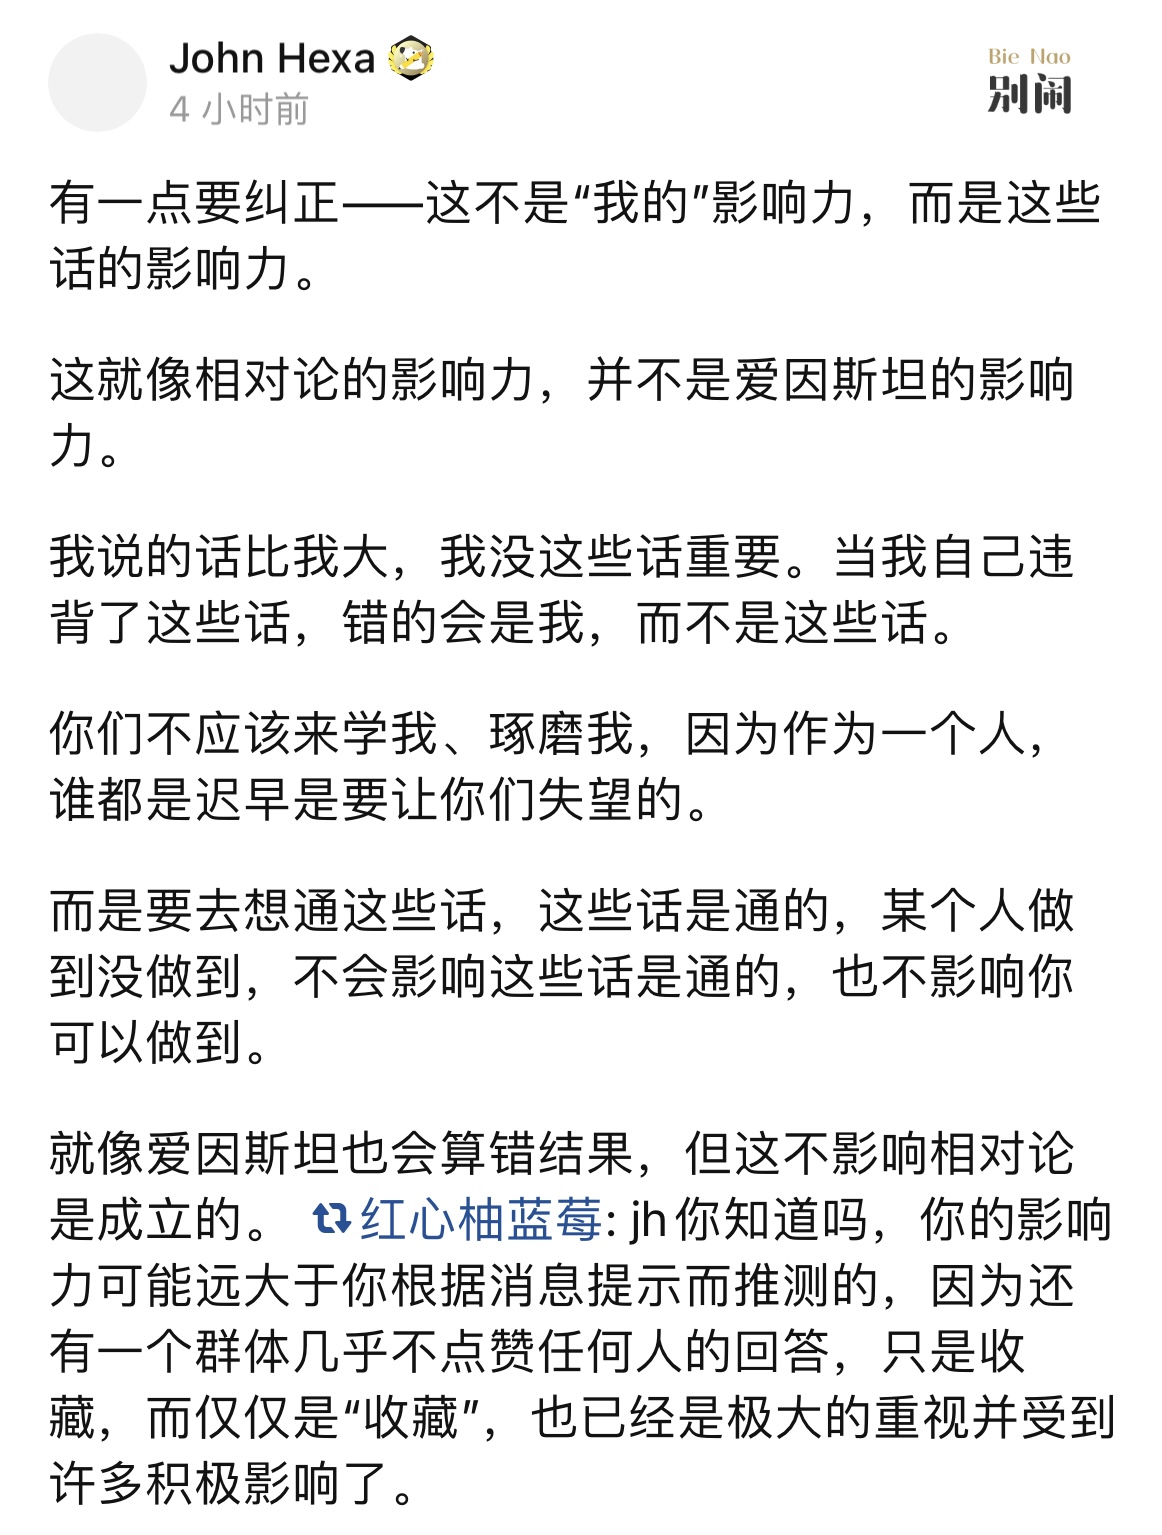 John Hexa
4 小时前
Bie Nao
别闹
有一点要纠正——这不是“我的”影响力，而是这些
话的影响力。
这就像相对论的影响力，并不是爱因斯坦的影响
力。
我说的话比我大，我没这些话重要。当我自己违
背了这些话，错的会是我，而不是这些话。
你们不应该来学我、琢磨我，因为作为一个人，
谁都是迟早是要让你们失望的。
而是要去想通这些话，这些话是通的，某个人做
到没做到，不会影响这些话是通的，也不影响你
可以做到。
就像爱因斯坦也会算错结果，但这不影响相对论
是成立的。 红心柚蓝莓: jh你知道吗，你的影响
力可能远大于你根据消息提示而推测的，因为还
有一个群体几乎不点赞任何人的回答，只是收
藏，而仅仅是“收藏”，也已经是极大的重视并受到
许多积极影响了。